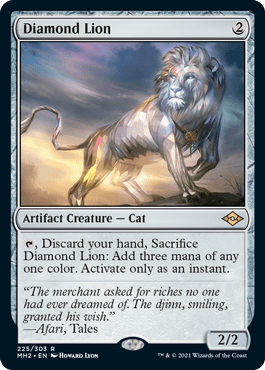 Diamond Lion 2
Artifact Creature — Cat
, Discard your hand, Sacrifice
Diamond Lion: Add three mana of any
one color. Activate only as an instant.
“The merchant asked for riches no one
had ever dreamed of. The djinn, smiling,
granted his wish.”
—Afari, Tales
2/2
225/303 R
MH2 • EN HOWARD LYON
™ & © 2021 Wizards of the Coast